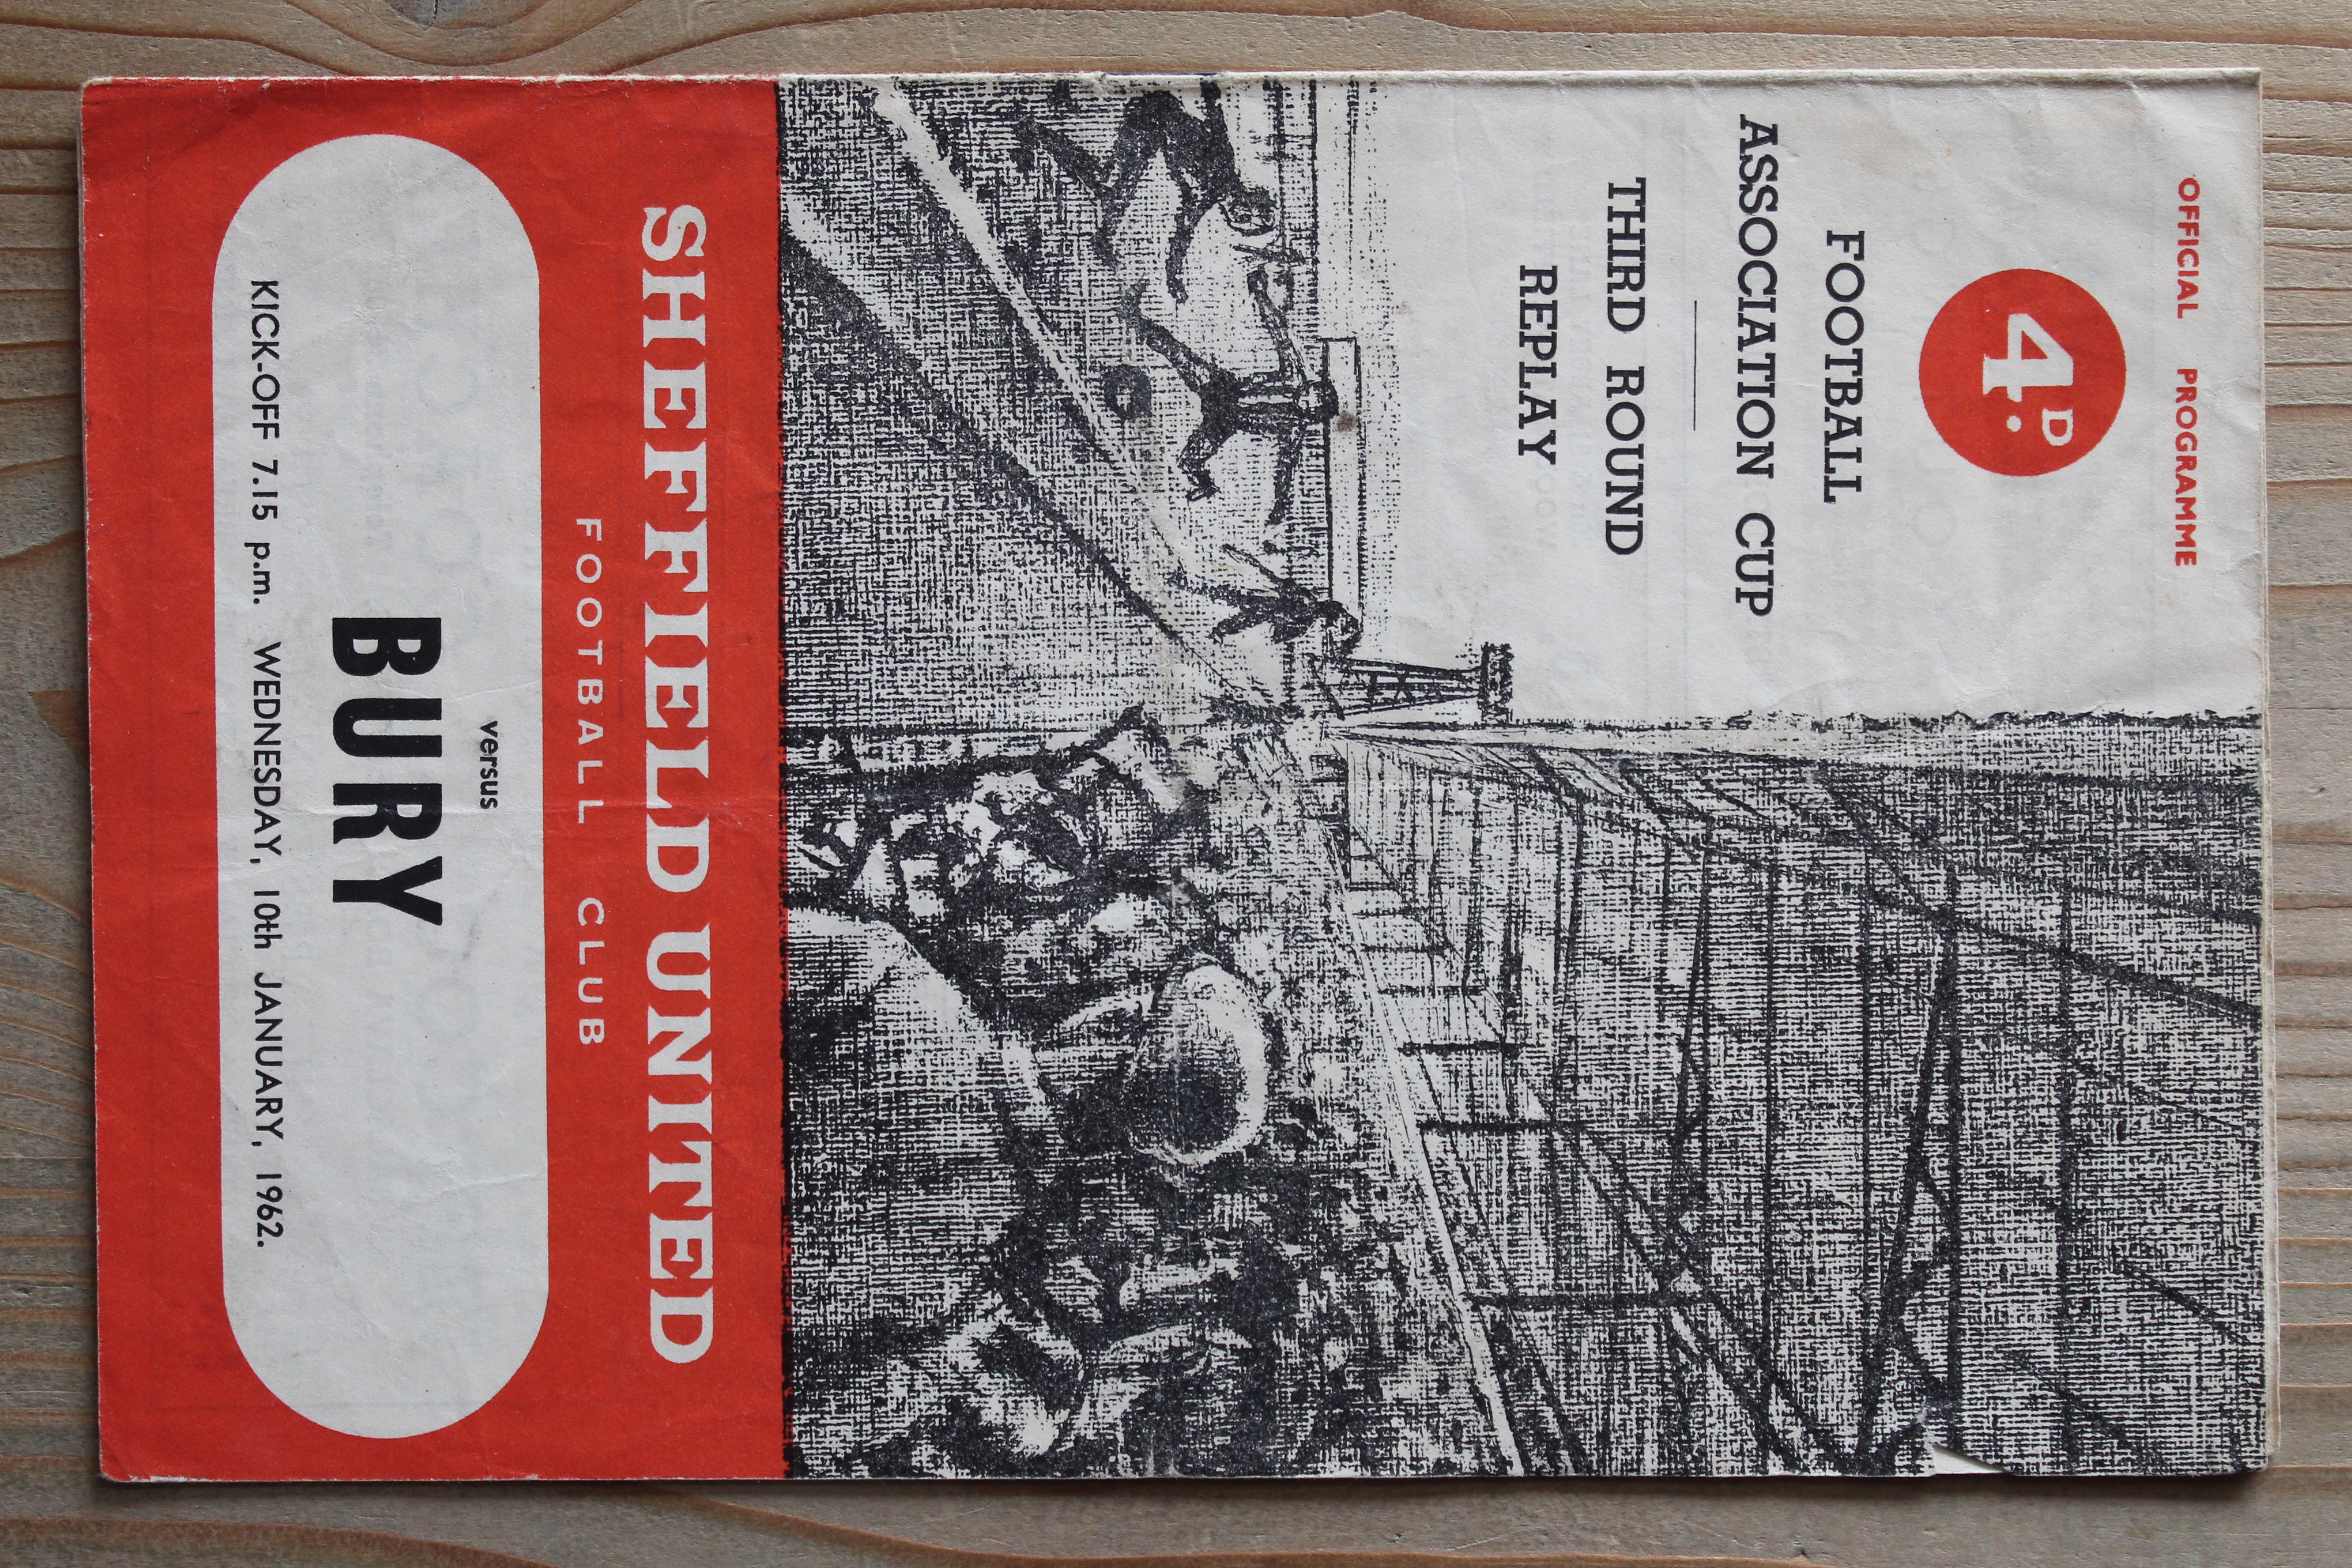 OFFICIAL PROGRAMME
4D.
FOOTBALL
ASSOCIATION CUP
THIRD ROUND
REPLAY
SHEFFIELD UNITED
FOOTBALL CLUB
versus
BURY
KICK-OFF 7.15 p.m. WEDNESDAY, 10th JANUARY, 1962.